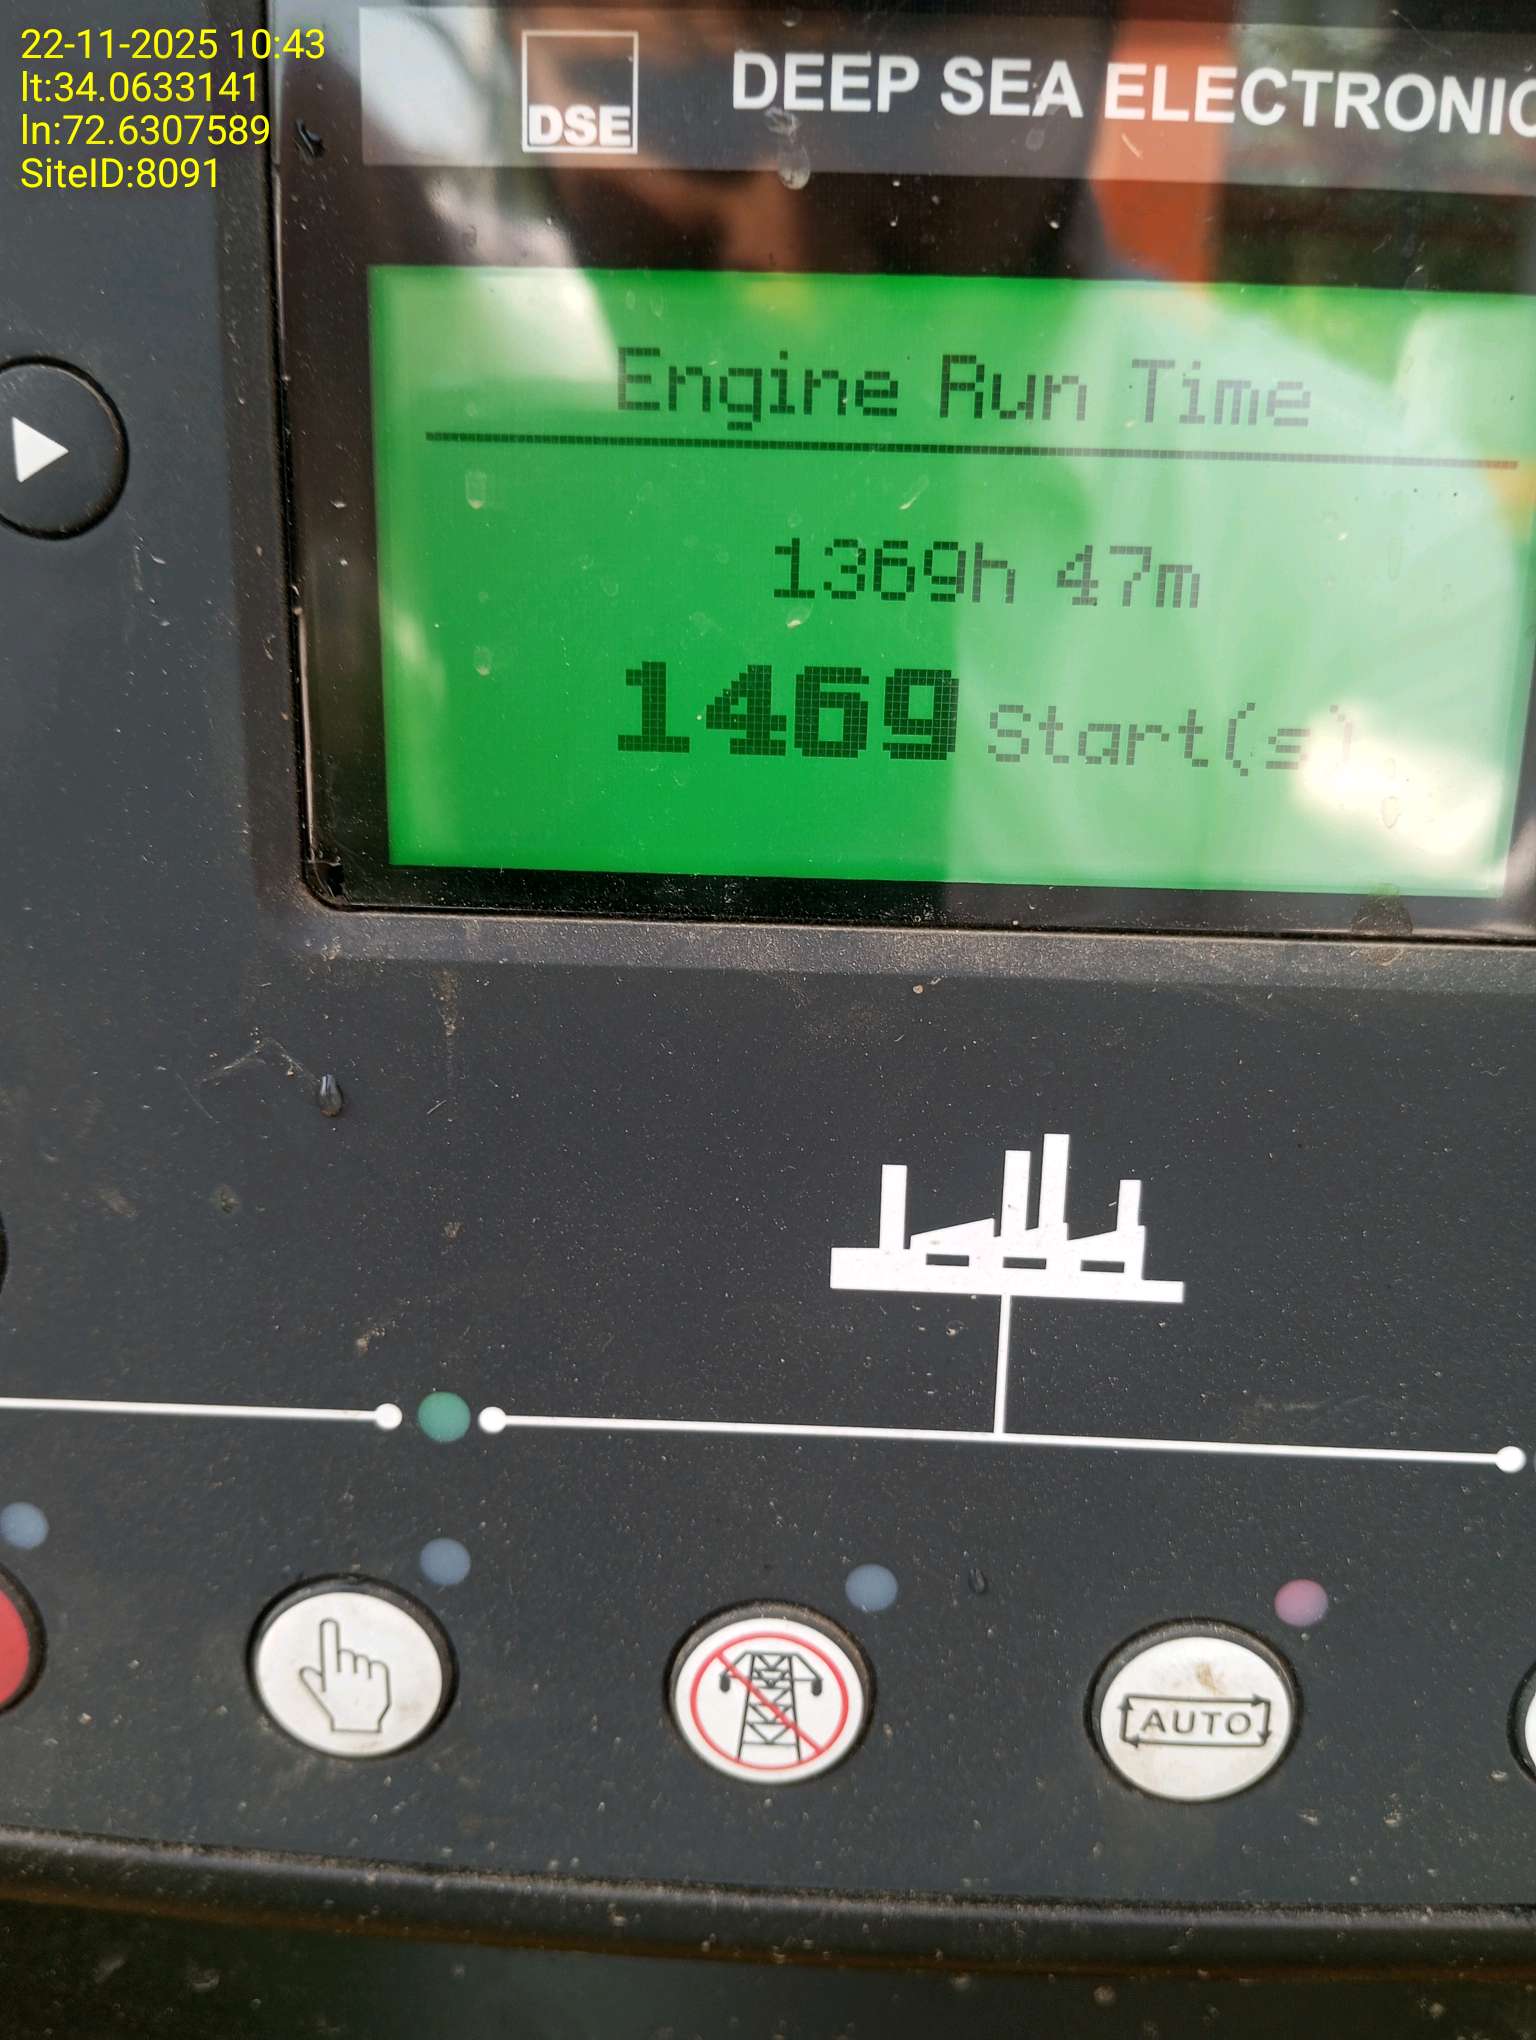 22-11-2025 10:43
lt:34.0633141
ln:72.6307589
SiteID:8091
DSE
DEEP SEA ELECTRONIC
Engine Run Time
1369h 47m
1469 Start(s)
AUTO